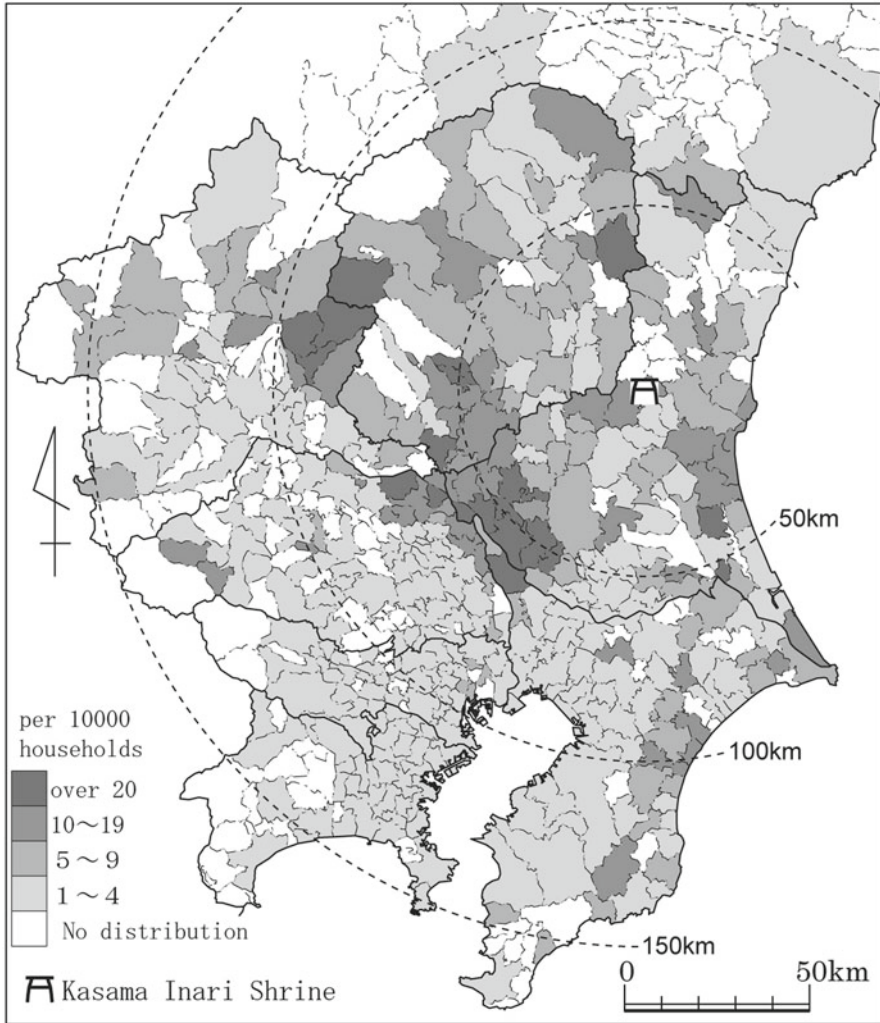 50km
100km
150km
per 10000
households
over 20
10～19
5～9
1～4
No distribution
Kasama Inari Shrine
0 50km